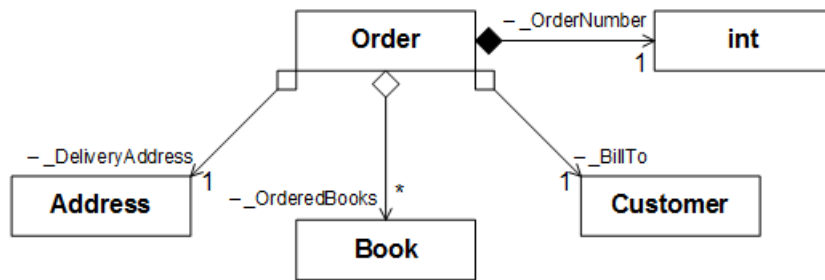 Order
– _OrderNumber
1
int
– _DeliveryAddress
1
Address
– _OrderedBooks
*
Book
– _BillTo
1
Customer